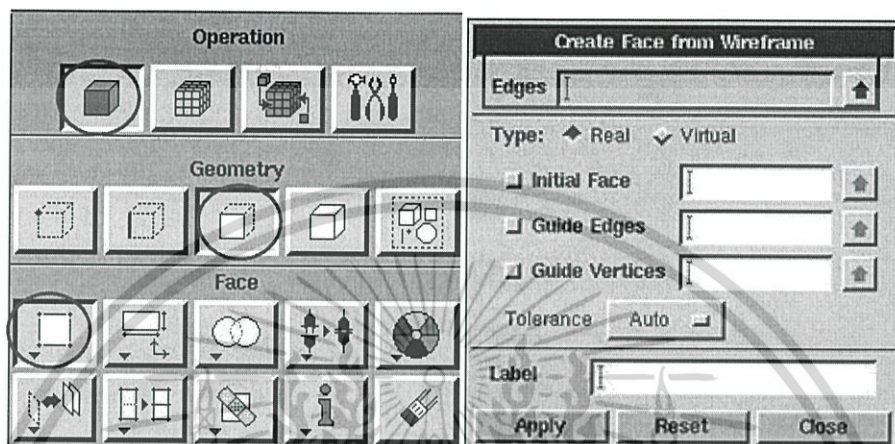 Operation
Geometry
Face
Create Face from Wireframe
Edges
Type: Real Virtual
Initial Face
Guide Edges
Guide Vertices
Tolerance Auto
Label
Apply Reset Close